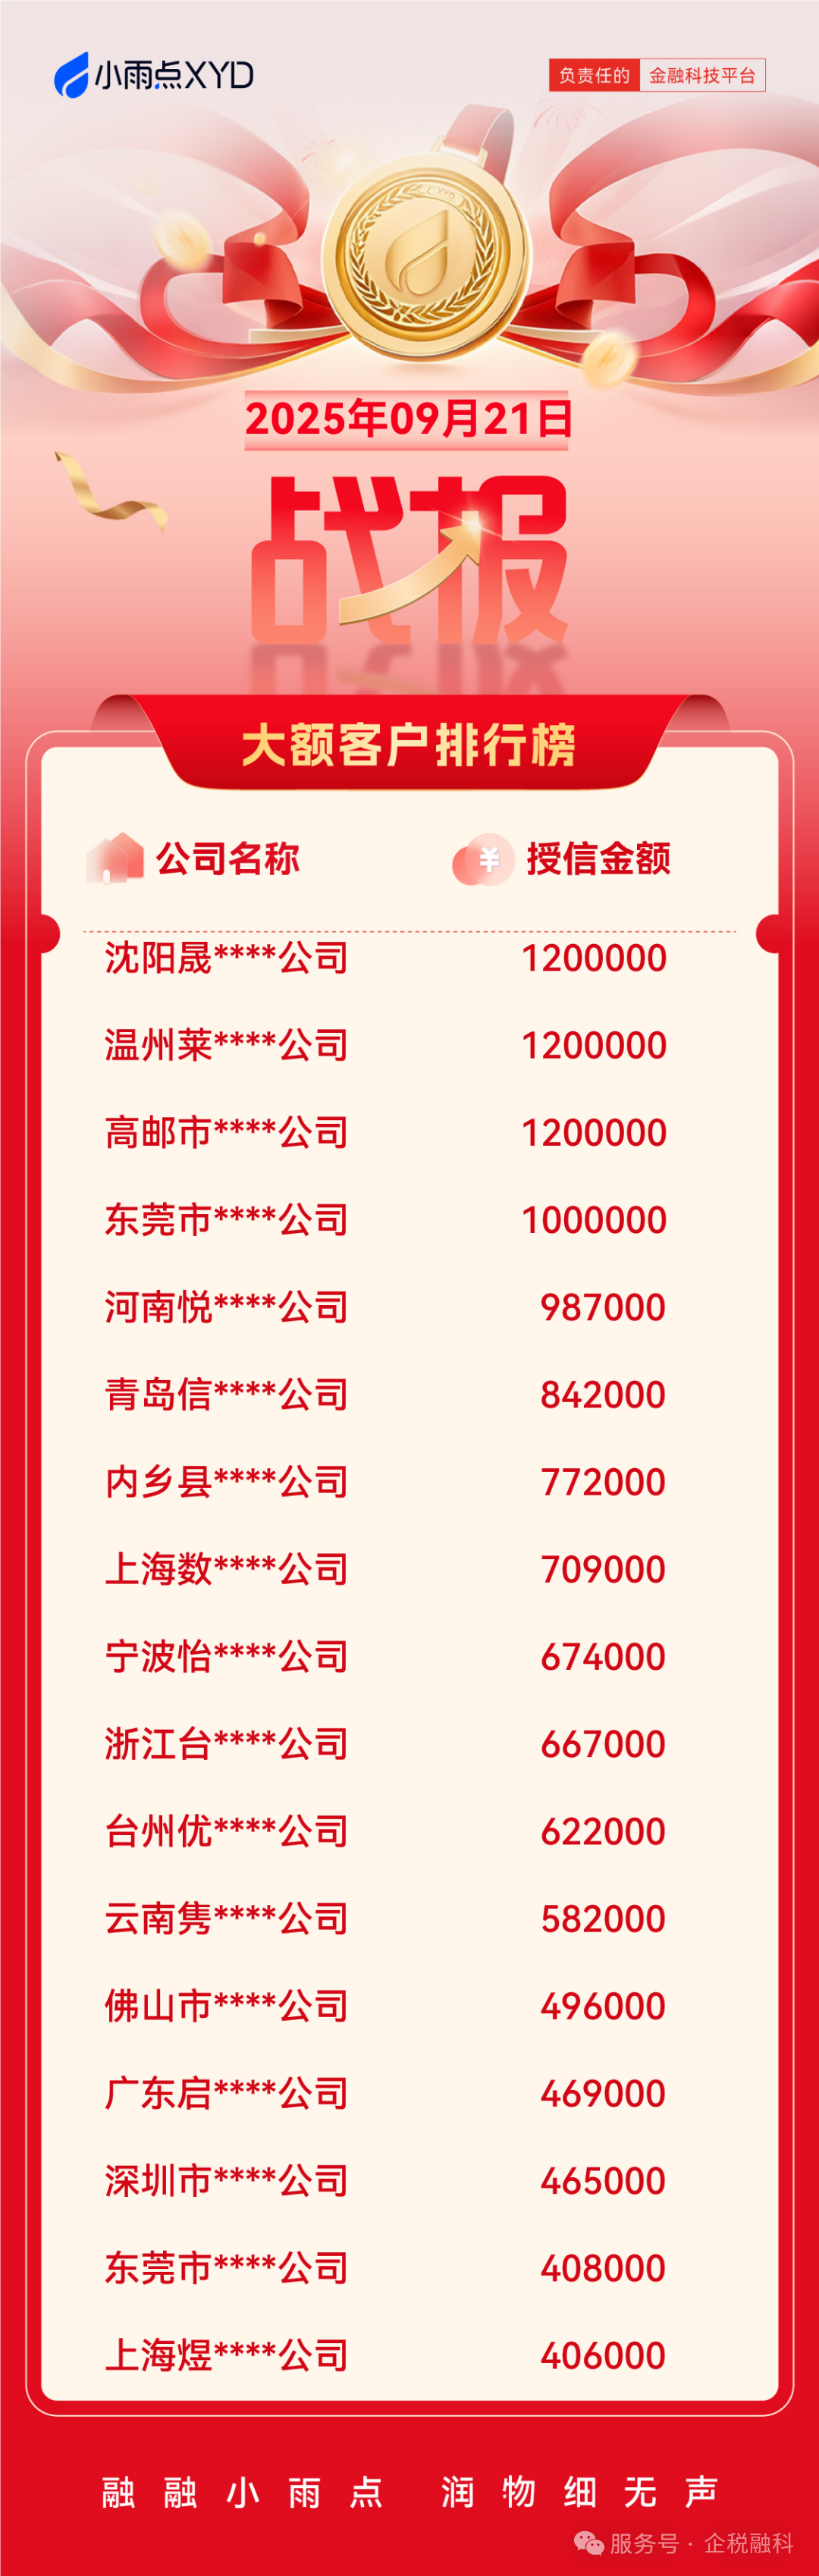 小雨点XYD
负责任的 金融科技平台
XYD
2025年09月21日
战报
大额客户排行榜
公司名称 ¥ 授信金额
沈阳晟****公司 1200000
温州莱****公司 1200000
高邮市****公司 1200000
东莞市****公司 1000000
河南悦****公司 987000
青岛信****公司 842000
内乡县****公司 772000
上海数****公司 709000
宁波怡****公司 674000
浙江台****公司 667000
台州优****公司 622000
云南隽****公司 582000
佛山市****公司 496000
广东启****公司 469000
深圳市****公司 465000
东莞市****公司 408000
上海煜****公司 406000
融融小雨点 润物细无声
服务号·企税融科